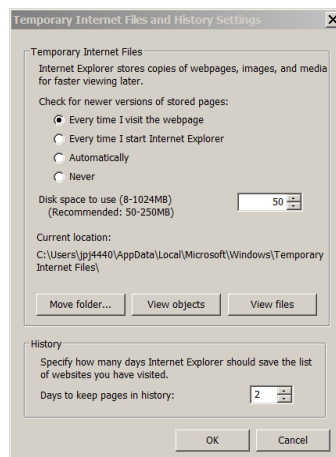 Temporary Internet Files and History Settings
Temporary Internet Files
Internet Explorer stores copies of webpages, images, and media
for faster viewing later.
Check for newer versions of stored pages:
Every time I visit the webpage
Every time I start Internet Explorer
Automatically
Never
Disk space to use (8-1024MB) 50
(Recommended: 50-250MB)
Current location:
C:\Users\jpj4440\AppData\Local\Microsoft\Windows\Temporary
Internet Files\
Move folder... View objects View files
History
Specify how many days Internet Explorer should save the list
of websites you have visited.
Days to keep pages in history: 2
OK Cancel